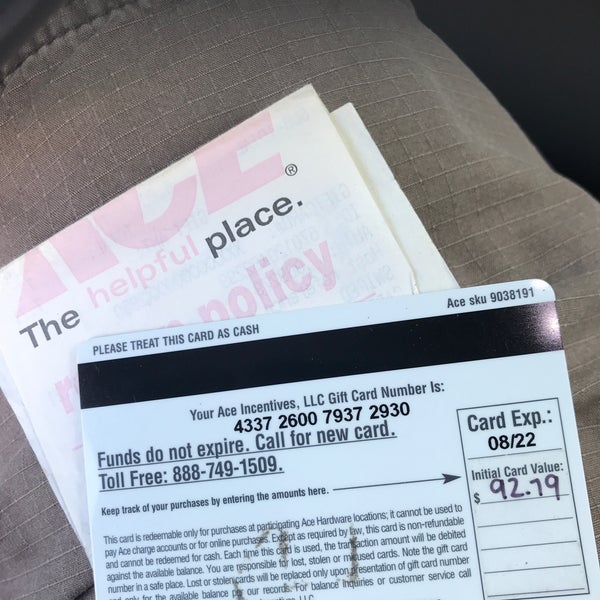 ACE
®
The helpful place.
policy
PLEASE TREAT THIS CARD AS CASH
Ace sku 9038191
Your Ace Incentives, LLC Gift Card Number Is:
4337 2600 7937 2930
Funds do not expire. Call for new card.
Toll Free: 888-749-1509.
Keep track of your purchases by entering the amounts here.
Card Exp.:
08/22
Initial Card Value:
$ 92.79
This card is redeemable only for purchases at participating Ace Hardware locations; it cannot be used to
pay Ace charge accounts or for online purchases. Except as required by law, this card is non-refundable
and cannot be redeemed for cash. Each time this card is used, the transaction amount will be debited
against the available balance. You are responsible for lost, stolen or misused cards. Note the gift card
number in a safe place. Lost or stolen cards will be replaced only upon presentation of gift card number
and only for the available balance per our records. For balance inquiries or customer service call